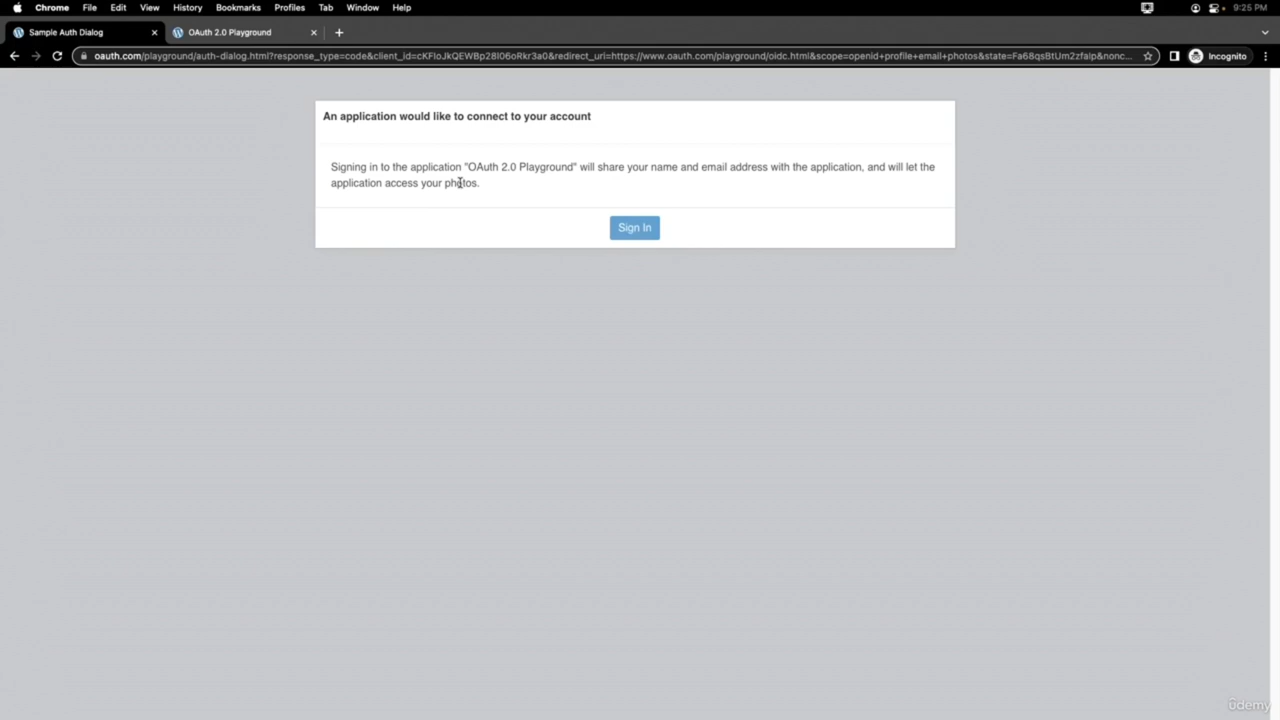 Chrome File Edit View History Bookmarks Profiles Tab Window Help 9:25 PM
Sample Auth Dialog OAuth 2.0 Playground
oauth.com/playground/auth-dialog.html?response_type=code&client_id=cKFIoJkQEWBp28I06oRkr3a0&redirect_uri=https://www.oauth.com/playground/oidc.html&scope=openid+profile+email+photos&state=Fa68qsBtUm2zfalp&nonc... Incognito
An application would like to connect to your account
Signing in to the application "OAuth 2.0 Playground" will share your name and email address with the application, and will let the
application access your photos.
Sign In
ûdemy